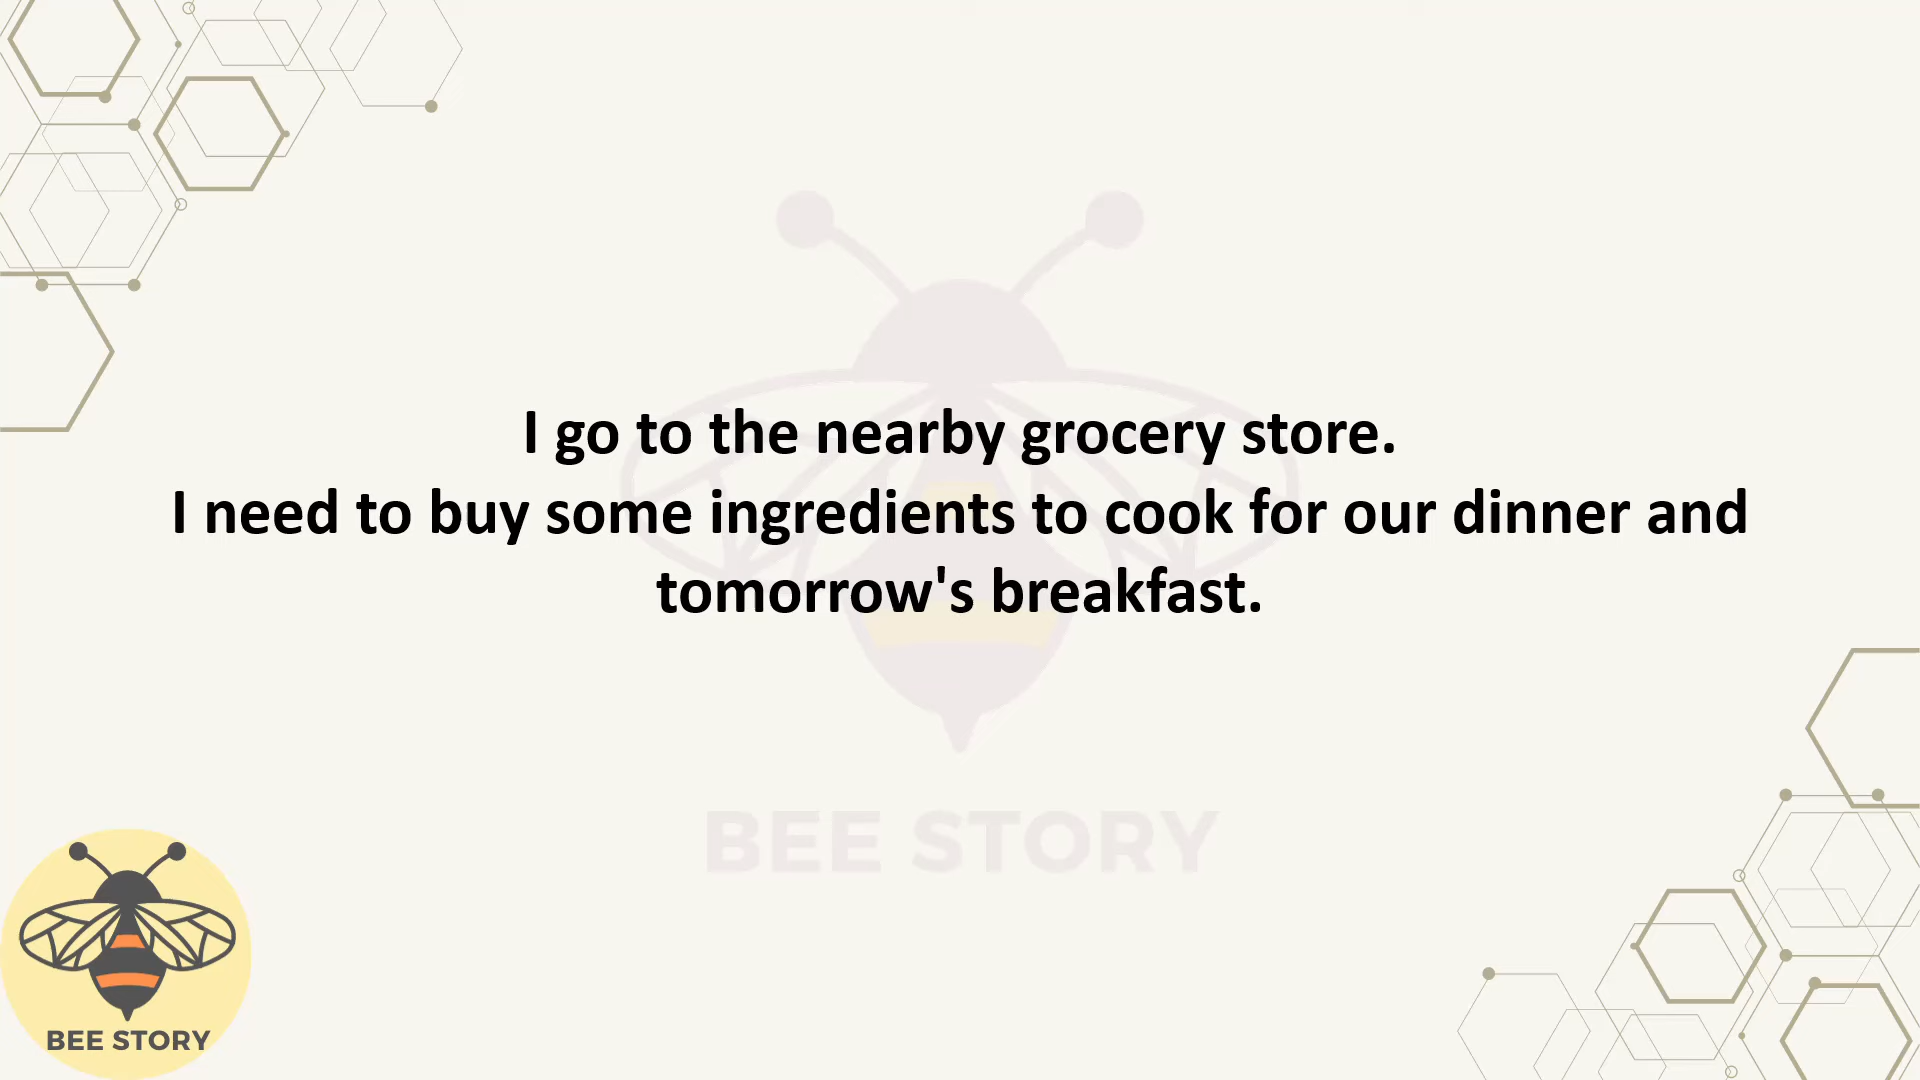 I go to the nearby grocery store.
I need to buy some ingredients to cook for our dinner and
tomorrow's breakfast.
BEE STORY
BEE STORY